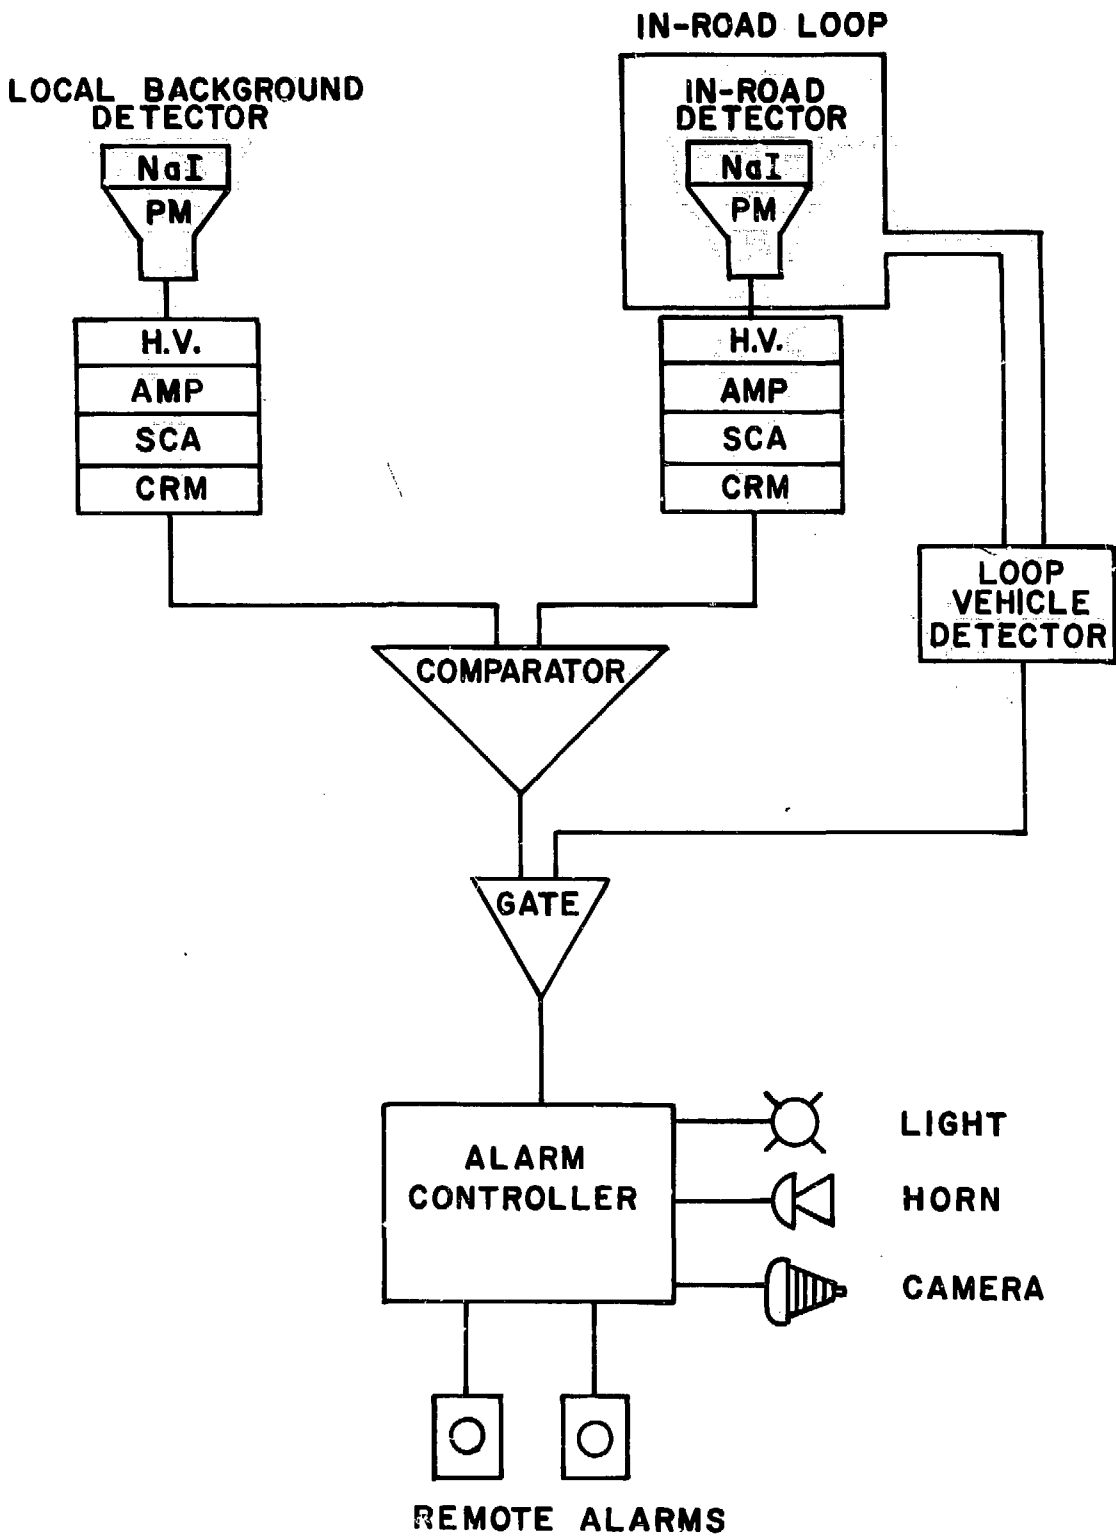 IN-ROAD LOOP
LOCAL BACKGROUND
DETECTOR
NaI
PM
H.V.
AMP
SCA
CRM
IN-ROAD
DETECTOR
NaI
PM
H.V.
AMP
SCA
CRM
LOOP
VEHICLE
DETECTOR
COMPARATOR
GATE
ALARM
CONTROLLER
LIGHT
HORN
CAMERA
REMOTE ALARMS